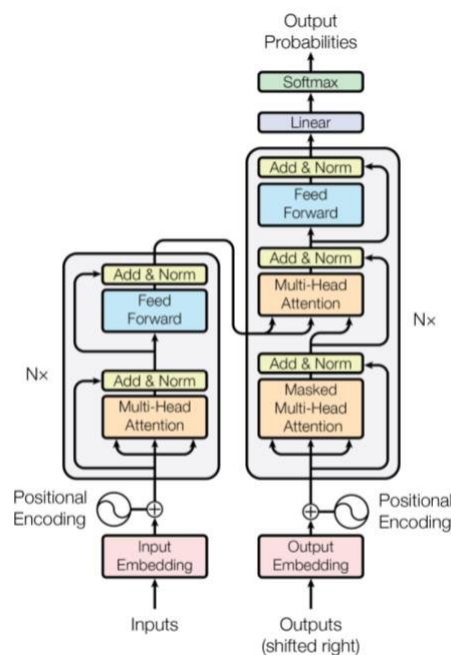 Output
Probabilities
Softmax
Linear
Add & Norm
Feed
Forward
Add & Norm
Multi-Head
Attention
Add & Norm
Masked
Multi-Head
Attention
Nx
Add & Norm
Feed
Forward
Add & Norm
Multi-Head
Attention
Nx
Positional
Encoding
Positional
Encoding
Input
Embedding
Output
Embedding
Inputs
Outputs
(shifted right)